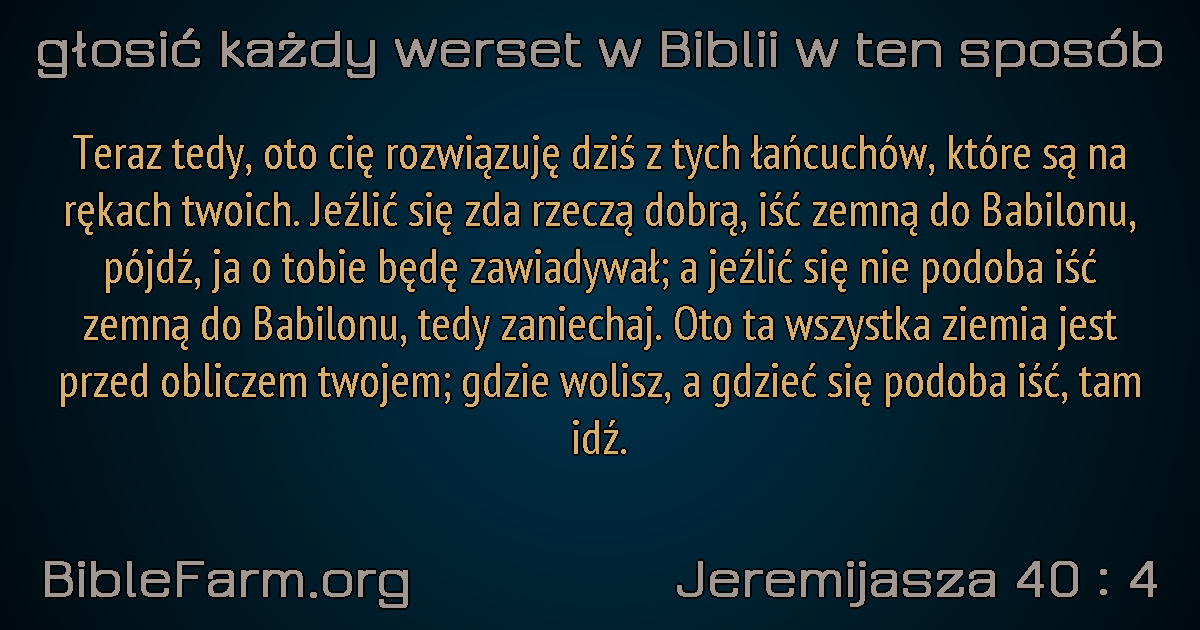 głosić każdy werset w Biblii w ten sposób
Teraz tedy, oto cię rozwiązuję dziś z tych łańcuchów, które są na
rękach twoich. Jeźlić się zda rzeczą dobrą, iść zemną do Babilonu,
pójdź, ja o tobie będę zawiadywał; a jeźlić się nie podoba iść
zemną do Babilonu, tedy zaniechaj. Oto ta wszystka ziemia jest
przed obliczem twojem; gdzie wolisz, a gdzieć się podoba iść, tam
idź.
BibleFarm.org
Jeremijasza 40 : 4